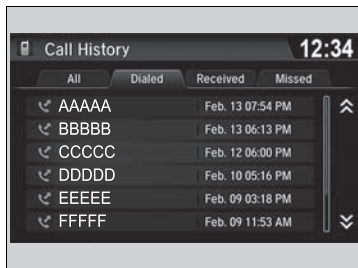 Call History 12:34
All Dialed Received Missed
AAAAA Feb. 13 07:54 PM
BBBBB Feb. 13 06:13 PM
CCCCC Feb. 12 06:00 PM
DDDDD Feb. 10 05:16 PM
EEEEE Feb. 09 03:18 PM
FFFFF Feb. 09 11:53 AM